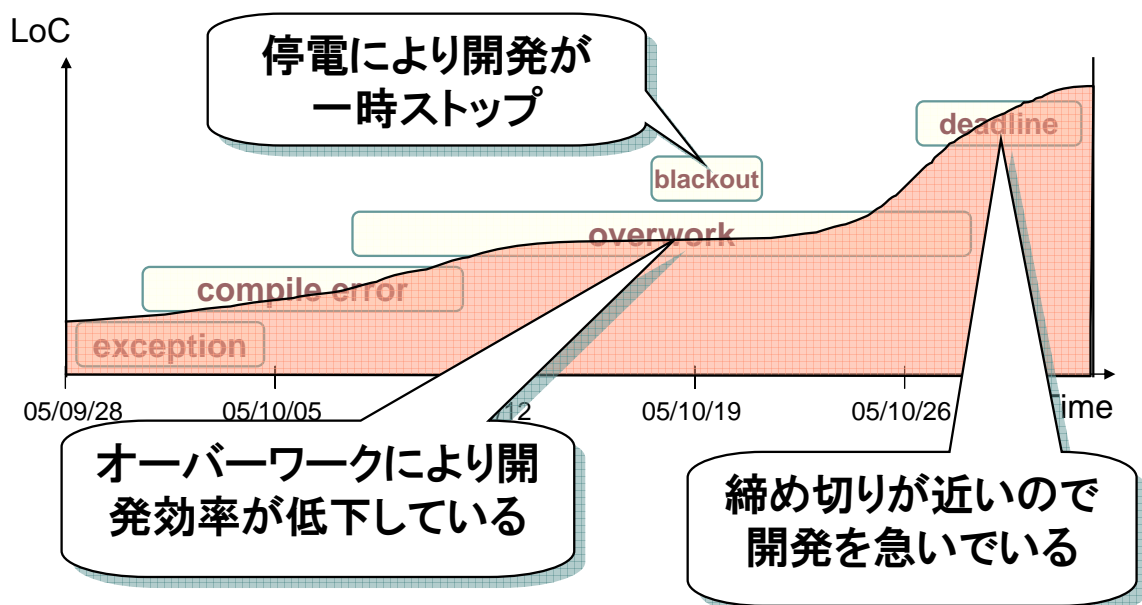 LoC
停電により開発が
一時ストップ
deadline
blackout
overwork
compile error
exception
05/09/28
05/10/05
12
05/10/19
05/10/26
Time
オーバーワークにより開
発効率が低下している
締め切りが近いので
開発を急いでいる